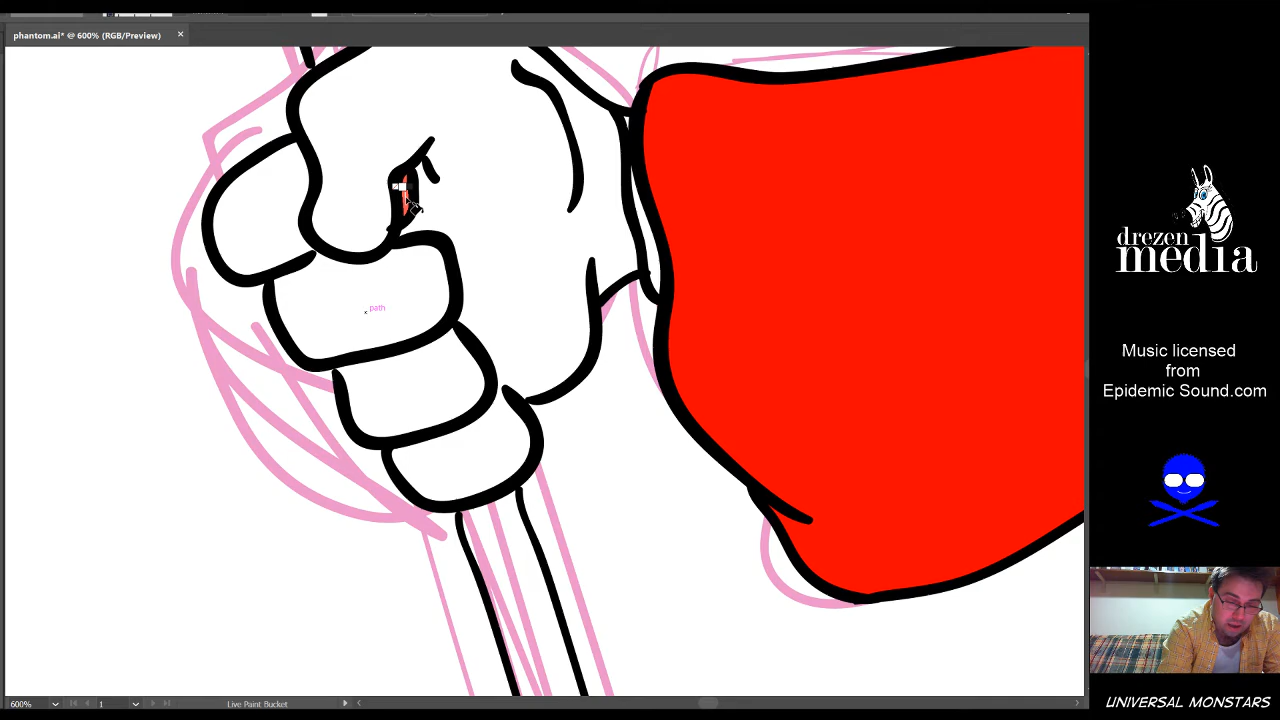 phantom.ai* @ 600% (RGB/Preview)
×
path
drezen
media
Music licensed
from
Epidemic Sound.com
600%
1
Live Paint Bucket
UNIVERSAL MONSTARS